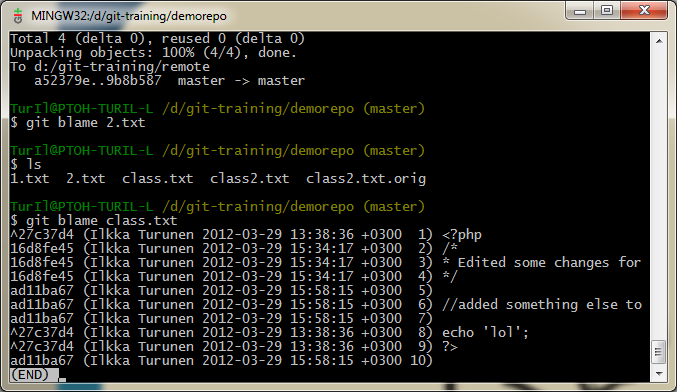 MINGW32:/d/git-training/demorepo
Total 4 (delta 0), reused 0 (delta 0)
Unpacking objects: 100% (4/4), done.
To d:/git-training/remote
   a52379e..9b8b587  master -> master
TurIl@PTOH-TURIL-L /d/git-training/demorepo (master)
$ git blame 2.txt
TurIl@PTOH-TURIL-L /d/git-training/demorepo (master)
$ ls
1.txt  2.txt  class.txt  class2.txt  class2.txt.orig
TurIl@PTOH-TURIL-L /d/git-training/demorepo (master)
$ git blame class.txt
^27c37d4 (Ilkka Turunen 2012-03-29 13:38:36 +0300  1) <?php
16d8fe45 (Ilkka Turunen 2012-03-29 15:34:17 +0300  2) /*
16d8fe45 (Ilkka Turunen 2012-03-29 15:34:17 +0300  3) * Edited some changes for
16d8fe45 (Ilkka Turunen 2012-03-29 15:34:17 +0300  4) */
ad11ba67 (Ilkka Turunen 2012-03-29 15:58:15 +0300  5)
ad11ba67 (Ilkka Turunen 2012-03-29 15:58:15 +0300  6) //added something else to
ad11ba67 (Ilkka Turunen 2012-03-29 15:58:15 +0300  7)
^27c37d4 (Ilkka Turunen 2012-03-29 13:38:36 +0300  8) echo 'lol';
^27c37d4 (Ilkka Turunen 2012-03-29 13:38:36 +0300  9) ?>
ad11ba67 (Ilkka Turunen 2012-03-29 15:58:15 +0300 10)
(END)